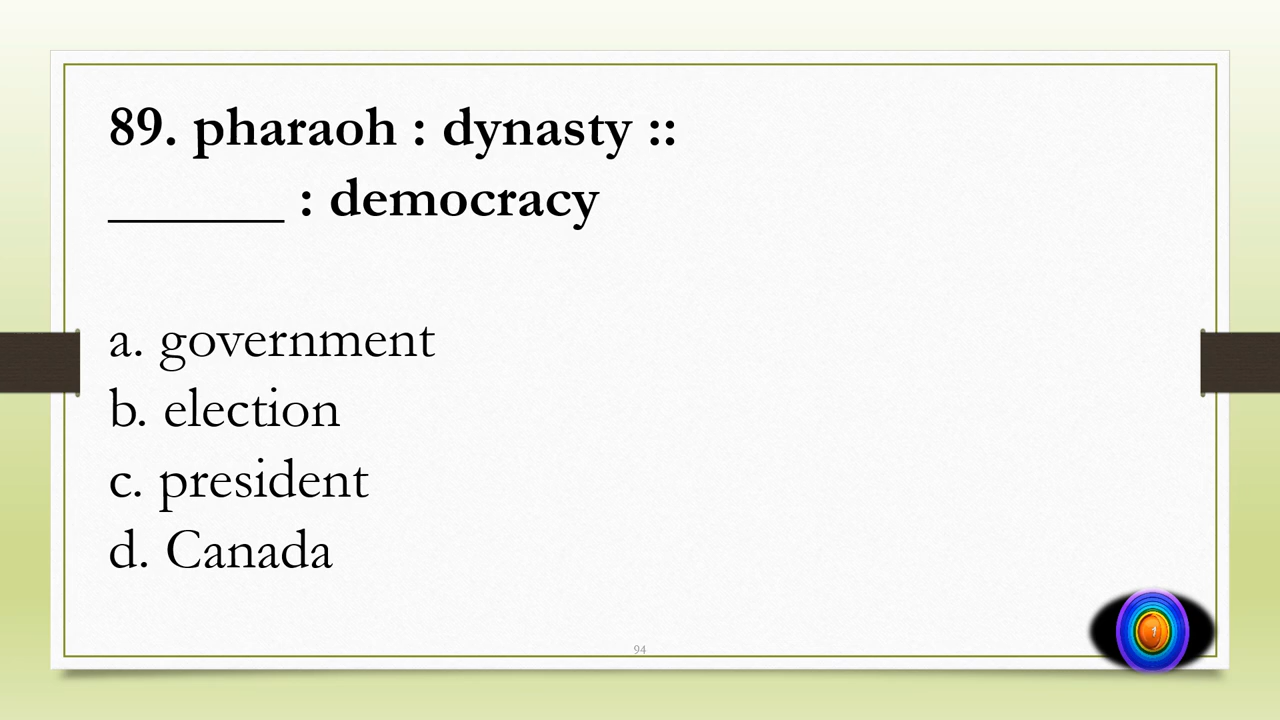 89. pharaoh : dynasty ::
______ : democracy
a. government
b. election
c. president
d. Canada
94